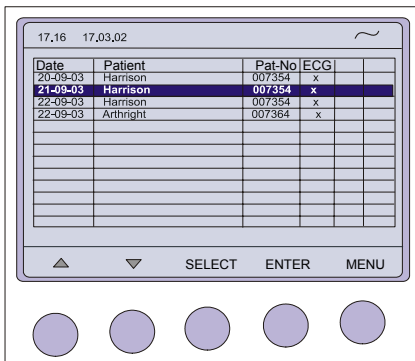 17.16 17.03.02
Date Patient Pat-No ECG
20-09-03 Harrison 007354 x
21-09-03 Harrison 007354 x
22-09-03 Harrison 007354 x
22-09-03 Arthright 007364 x
SELECT ENTER MENU